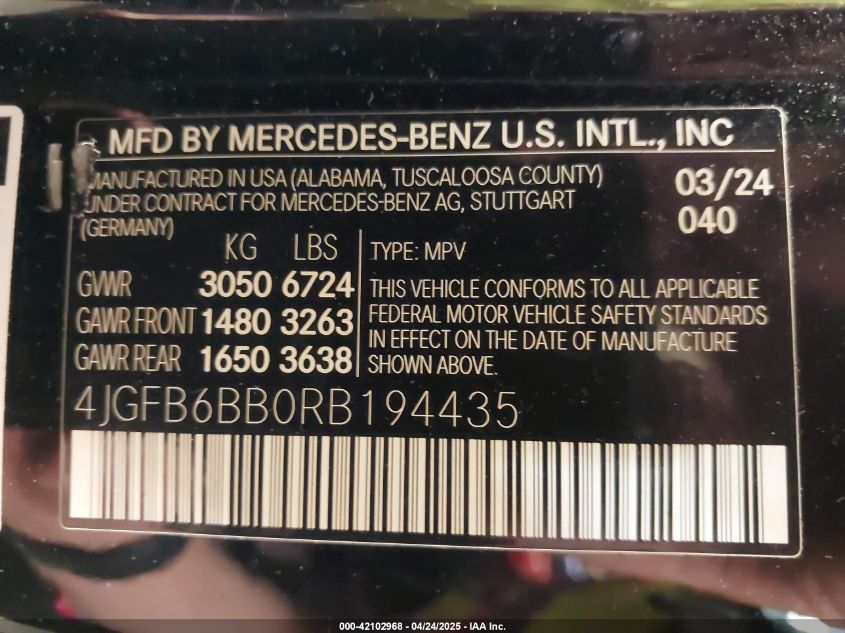 MFD BY MERCEDES-BENZ U.S. INTL., INC
MANUFACTURED IN USA (ALABAMA, TUSCALOOSA COUNTY)
UNDER CONTRACT FOR MERCEDES-BENZ AG, STUTTGART
(GERMANY)
03/24
040
KG LBS
GVWR 3050 6724
GAWR FRONT 1480 3263
GAWR REAR 1650 3638
TYPE: MPV
THIS VEHICLE CONFORMS TO ALL APPLICABLE
FEDERAL MOTOR VEHICLE SAFETY STANDARDS
IN EFFECT ON THE DATE OF MANUFACTURE
SHOWN ABOVE.
4JGFB6BB0RB194435
000-42102968 - 04/24/2025 - IAA Inc.